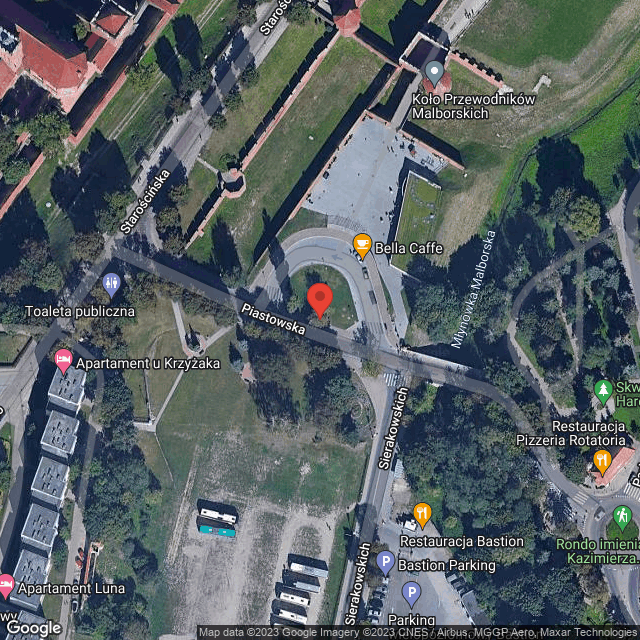 Starości
Koło Przewodników
Malborskich
Starościńska
Bella Caffe
Młynówka Malborska
Toaleta publiczna
Piastowska
Apartament u Krzyżaka
Skw
Harc
Restauracja
Pizzeria Rotatoria
Sierakowskich
Restauracja Bastion
Rondo imienia
Kazimierza...
Bastion Parking
Apartament Luna
Sierakowskich
Parking
Google
Map data ©2023 Google Imagery ©2023 CNES / Airbus, MGGP Aero, Maxar Technologies